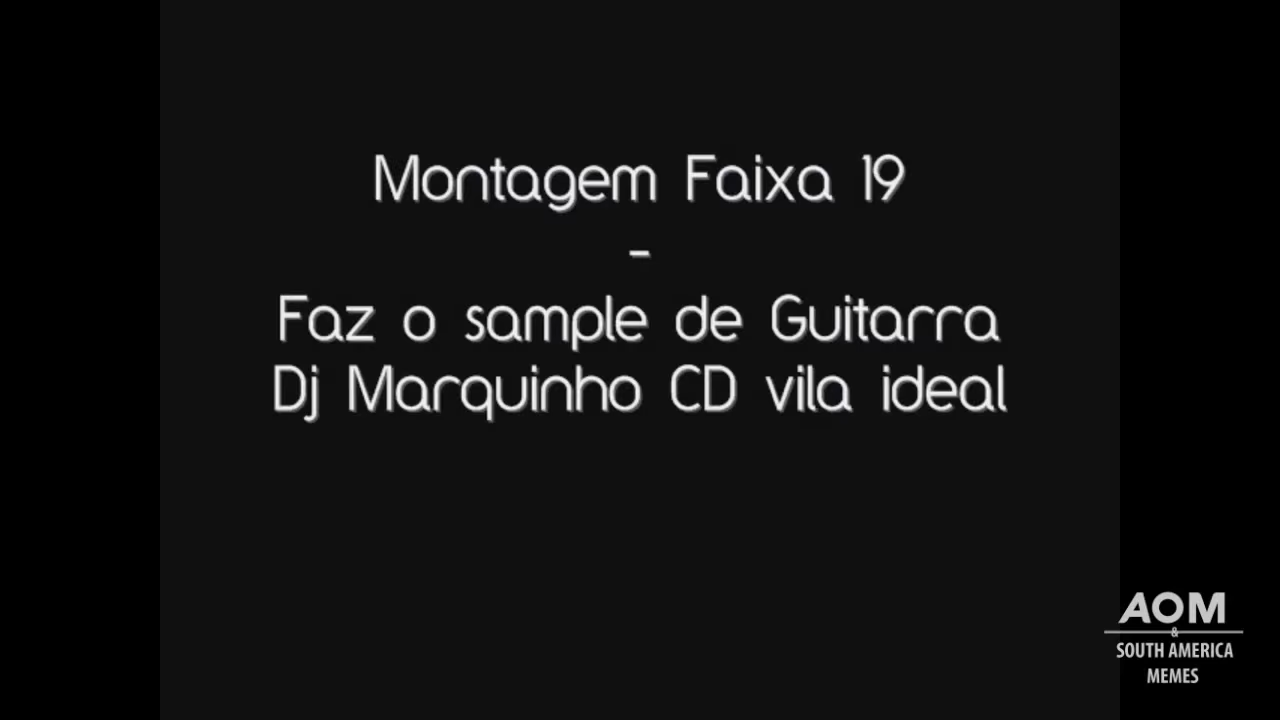 Montagem Faixa 19
-
Faz o sample de Guitarra
Dj Marquinho CD vila ideal
AOM
&
SOUTH AMERICA
MEMES